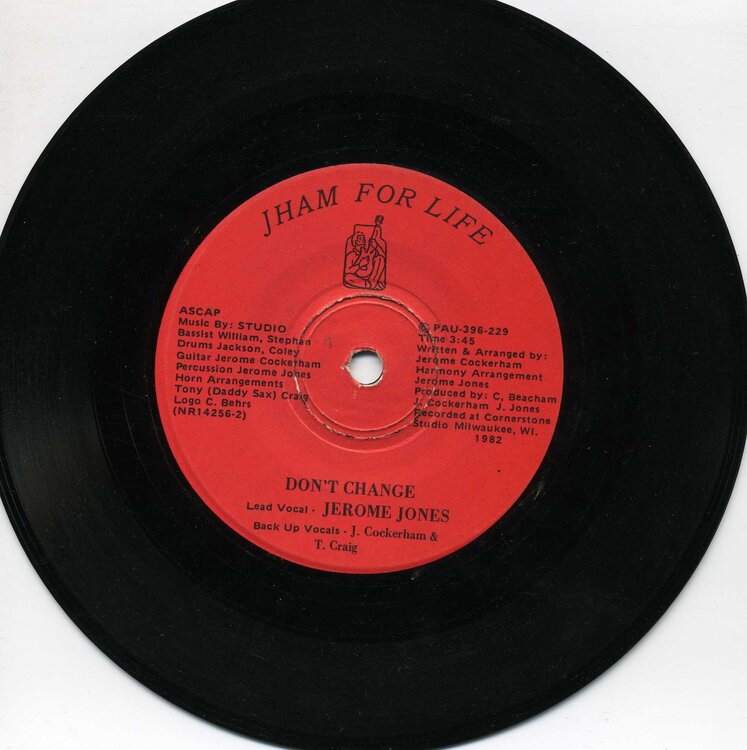 JHAM FOR LIFE
ASCAP
Music By: STUDIO
Bassist William, Stephan
Drums Jackson, Coley
Guitar Jerome Cockerham
Percussion Jerome Jones
Horn Arrangements
Tony (Daddy Sax) Craig
Logo C. Behrs
(NR14256-2)
© PAU-396-229
Time 3:45
Written & Arranged by:
Jerome Cockerham
Harmony Arrangement
Jerome Jones
Produced by: C, Beacham
J. Cockerham J. Jones
Recorded at Cornerstone
Studio Milwaukee, WI.
1982
DON'T CHANGE
Lead Vocal - JEROME JONES
Back Up Vocals - J. Cockerham &
T. Craig